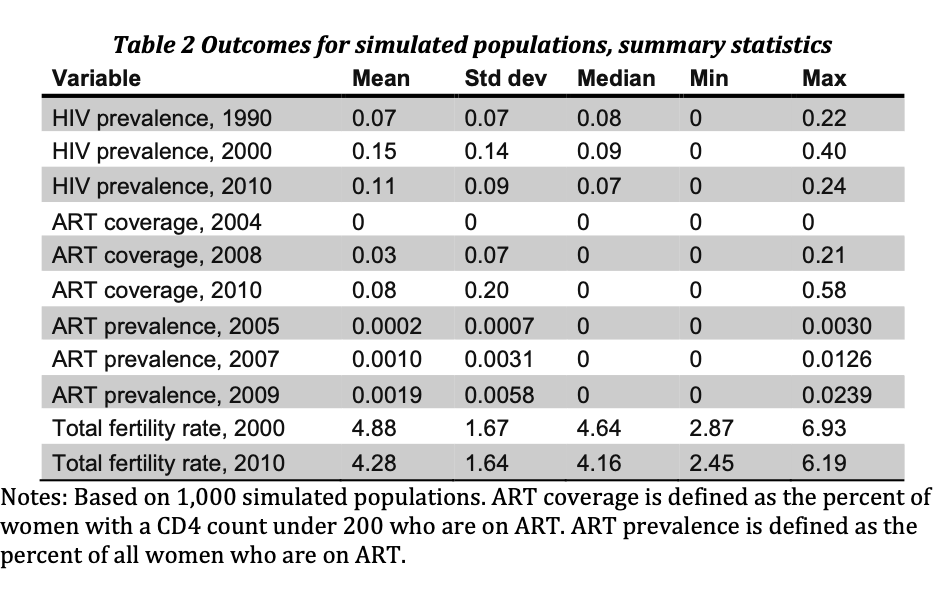 Table 2 Outcomes for simulated populations, summary statistics
Variable Mean Std dev Median Min Max
HIV prevalence, 1990 0.07 0.07 0.08 0 0.22
HIV prevalence, 2000 0.15 0.14 0.09 0 0.40
HIV prevalence, 2010 0.11 0.09 0.07 0 0.24
ART coverage, 2004 0 0 0 0 0
ART coverage, 2008 0.03 0.07 0 0 0.21
ART coverage, 2010 0.08 0.20 0 0 0.58
ART prevalence, 2005 0.0002 0.0007 0 0 0.0030
ART prevalence, 2007 0.0010 0.0031 0 0 0.0126
ART prevalence, 2009 0.0019 0.0058 0 0 0.0239
Total fertility rate, 2000 4.88 1.67 4.64 2.87 6.93
Total fertility rate, 2010 4.28 1.64 4.16 2.45 6.19
Notes: Based on 1,000 simulated populations. ART coverage is defined as the percent of
women with a CD4 count under 200 who are on ART. ART prevalence is defined as the
percent of all women who are on ART.